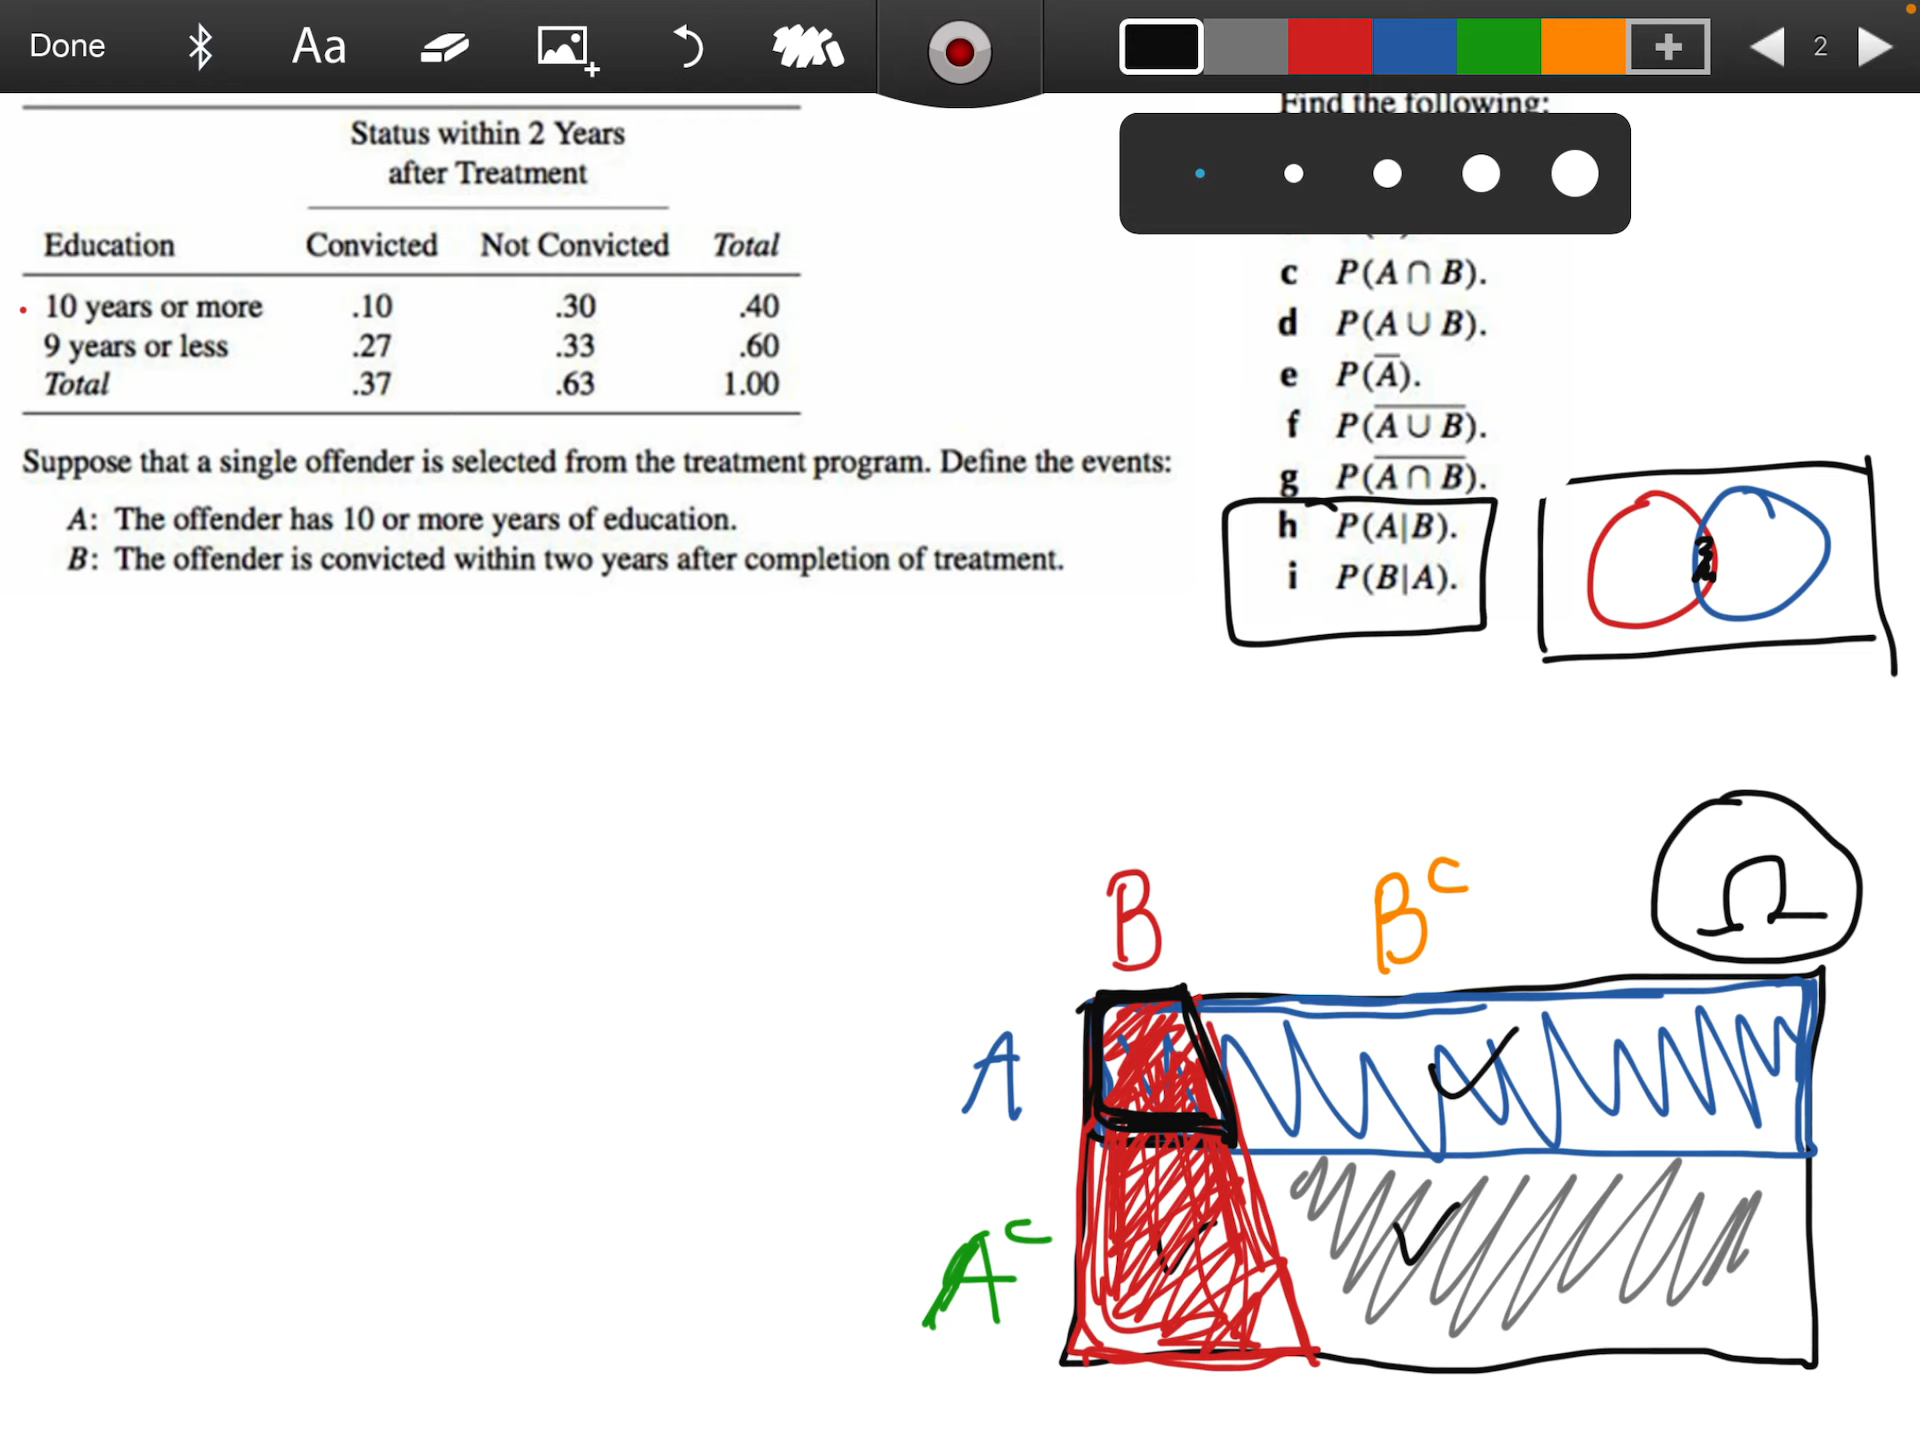 Done
Aa
2
Status within 2 Years
after Treatment
Education Convicted Not Convicted Total
10 years or more .10 .30 .40
9 years or less .27 .33 .60
Total .37 .63 1.00
Suppose that a single offender is selected from the treatment program. Define the events:
A: The offender has 10 or more years of education.
B: The offender is convicted within two years after completion of treatment.
Find the following:
c P(A ∩ B).
d P(A ∪ B).
e P(A̅).
f P(A̅ ̅∪̅ ̅B̅).
g P(A̅ ̅∩̅ ̅B̅).
h P(A|B).
i P(B|A).
Ω
B Bᶜ
A
Aᶜ